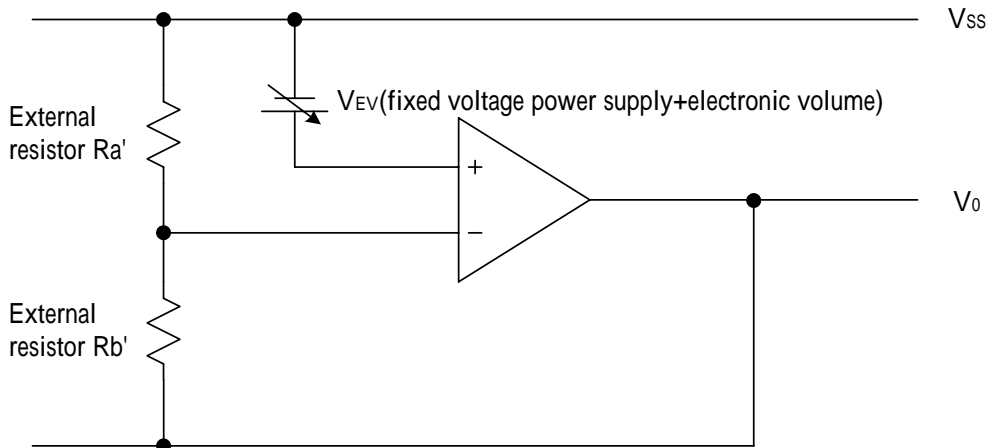 VSS
VEV(fixed voltage power supply+electronic volume)
External
resistor Ra'
+
V0
−
External
resistor Rb'